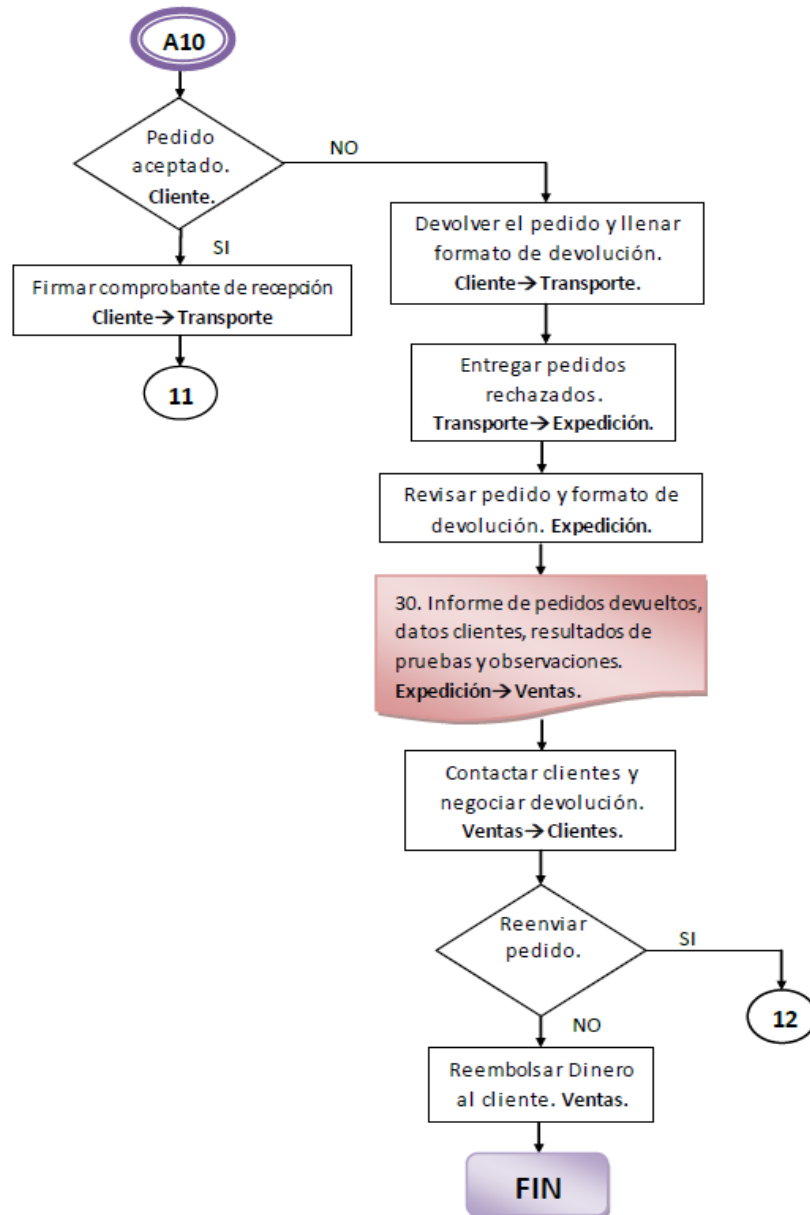 A10
Pedido
aceptado.
Cliente.
NO
SI
Firmar comprobante de recepción
Cliente→Transporte
11
Devolver el pedido y llenar
formato de devolución.
Cliente→Transporte.
Entregar pedidos
rechazados.
Transporte→Expedición.
Revisar pedido y formato de
devolución. Expedición.
30. Informe de pedidos devueltos,
datos clientes, resultados de
pruebas y observaciones.
Expedición→Ventas.
Contactar clientes y
negociar devolución.
Ventas→Clientes.
Reenviar
pedido.
SI
12
NO
Reembolsar Dinero
al cliente. Ventas.
FIN